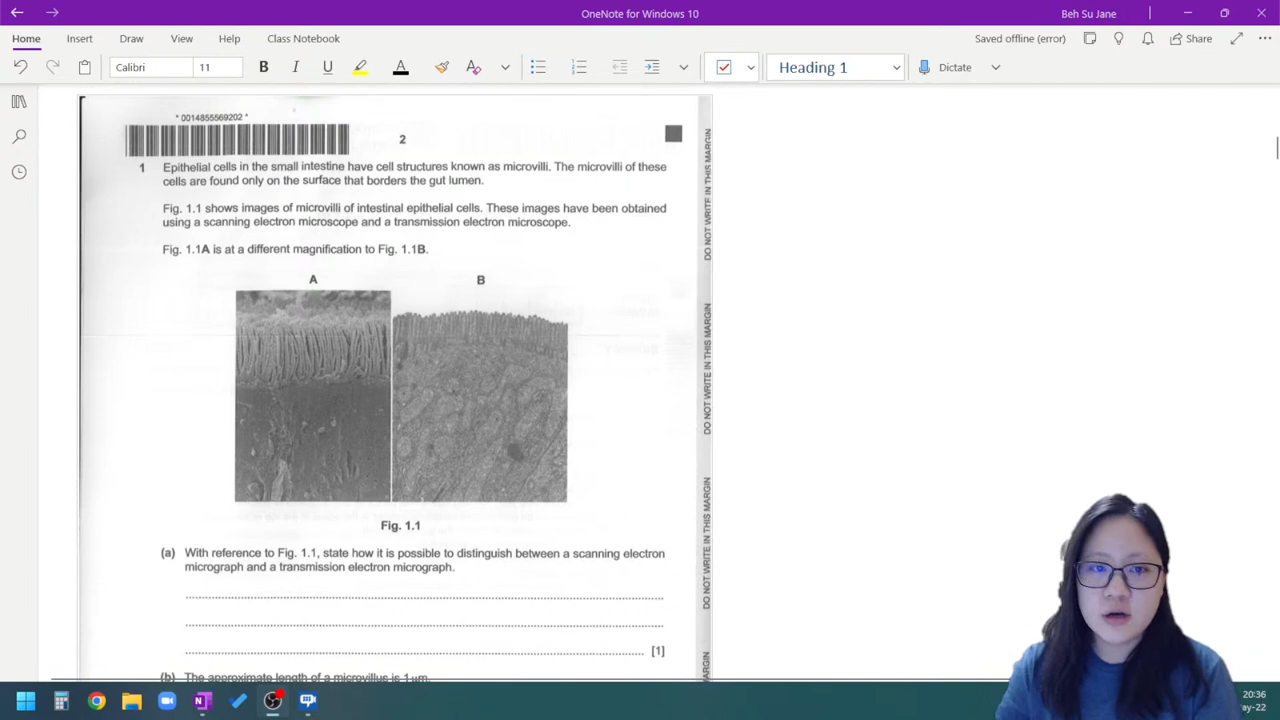 OneNote for Windows 10
Beh Su Jane
Home Insert Draw View Help Class Notebook
Saved offline (error)
Share
Calibri 11 B I U A A Heading 1 Dictate
* 0014855569202 *
2
1 Epithelial cells in the small intestine have cell structures known as microvilli. The microvilli of these
cells are found only on the surface that borders the gut lumen.
Fig. 1.1 shows images of microvilli of intestinal epithelial cells. These images have been obtained
using a scanning electron microscope and a transmission electron microscope.
Fig. 1.1A is at a different magnification to Fig. 1.1B.
A B
Fig. 1.1
(a) With reference to Fig. 1.1, state how it is possible to distinguish between a scanning electron
micrograph and a transmission electron micrograph.
[1]
(b) The approximate length of a microvillus is 1 µm.
DO NOT WRITE IN THIS MARGIN
DO NOT WRITE IN THIS MARGIN
DO NOT WRITE IN THIS MARGIN
MARGIN
20:36
ay-22